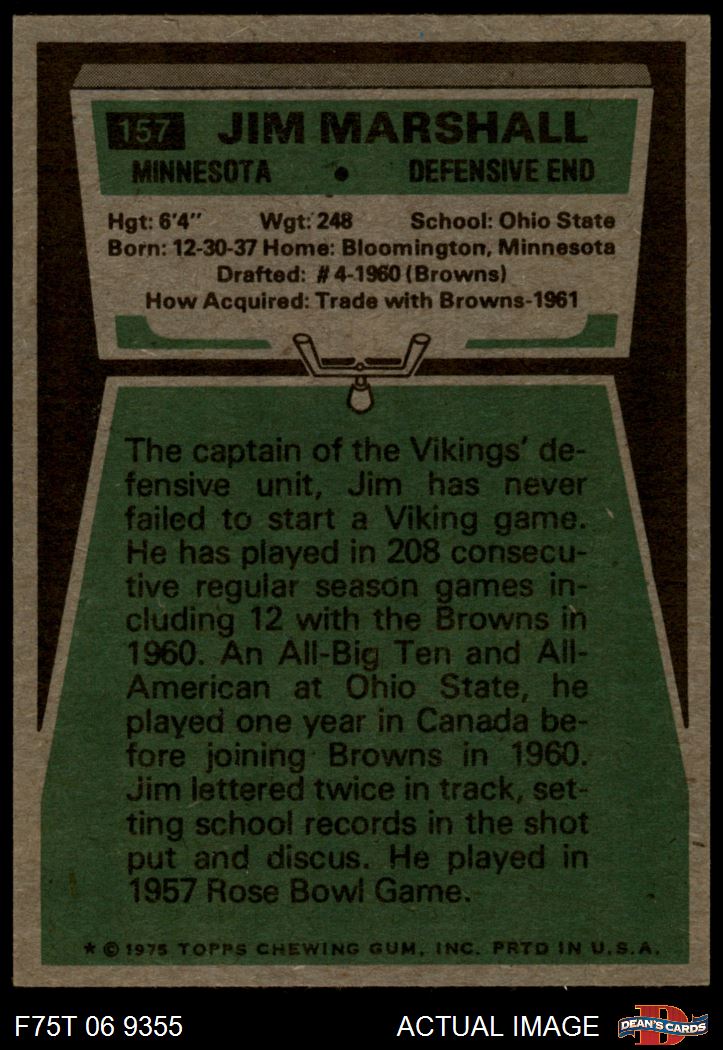 157 JIM MARSHALL
MINNESOTA • DEFENSIVE END
Hgt: 6'4" Wgt: 248 School: Ohio State
Born: 12-30-37 Home: Bloomington, Minnesota
Drafted: #4-1960 (Browns)
How Acquired: Trade with Browns-1961
The captain of the Vikings' de-
fensive unit, Jim has never
failed to start a Viking game.
He has played in 208 consecu-
tive regular season games in-
cluding 12 with the Browns in
1960. An All-Big Ten and All-
American at Ohio State, he
played one year in Canada be-
fore joining Browns in 1960.
Jim lettered twice in track, set-
ting school records in the shot
put and discus. He played in
1957 Rose Bowl Game.
* © 1975 TOPPS CHEWING GUM, INC. PRTD IN U.S.A.
F75T 06 9355 ACTUAL IMAGE D DEAN'S CARDS